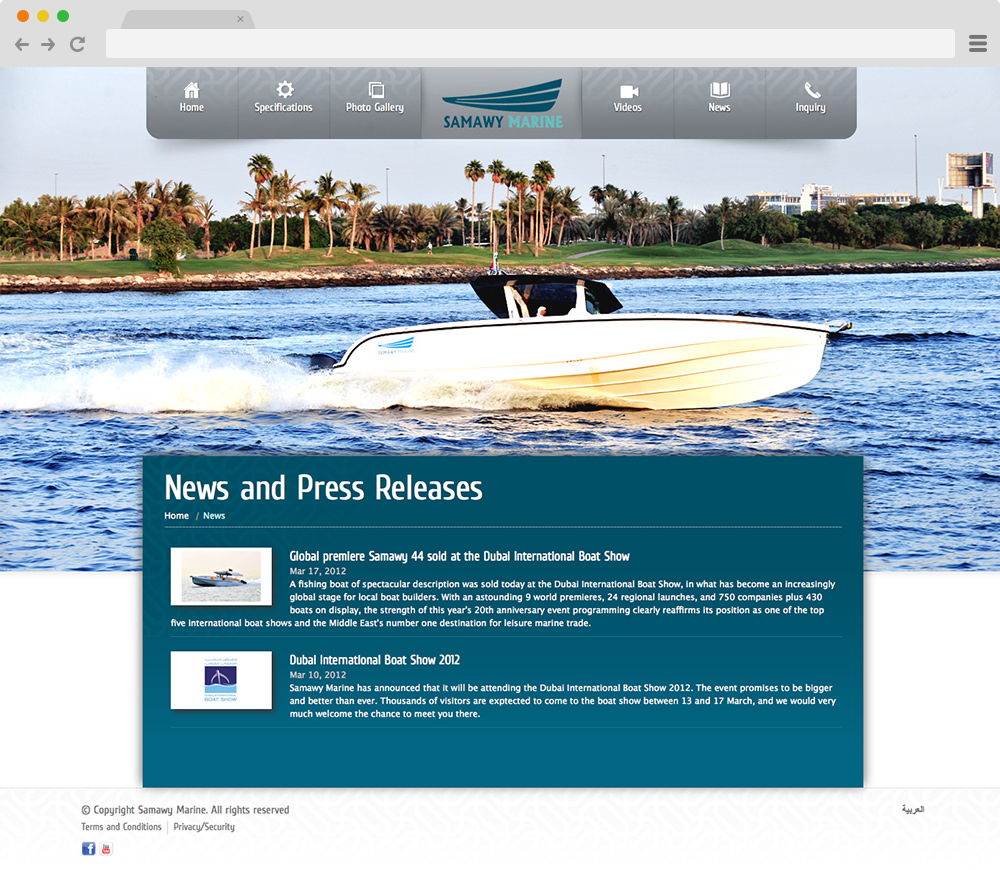 Home
Specifications
Photo Gallery
SAMAWY MARINE
Videos
News
Inquiry
SAMAWY MARINE
News and Press Releases
Home / News
Global premiere Samawy 44 sold at the Dubai International Boat Show
Mar 17, 2012
A fishing boat of spectacular description was sold today at the Dubai International Boat Show, in what has become an increasingly
global stage for local boat builders. With an astounding 9 world premieres, 24 regional launches, and 750 companies plus 430
boats on display, the strength of this year's 20th anniversary event programming clearly reaffirms its position as one of the top
five international boat shows and the Middle East's number one destination for leisure marine trade.
BOAT SHOW
Dubai International Boat Show 2012
Mar 10, 2012
Samawy Marine has announced that it will be attending the Dubai International Boat Show 2012. The event promises to be bigger
and better than ever. Thousands of visitors are exptected to come to the boat show between 13 and 17 March, and we would very
much welcome the chance to meet you there.
© Copyright Samawy Marine. All rights reserved
العربية
Terms and Conditions | Privacy/Security